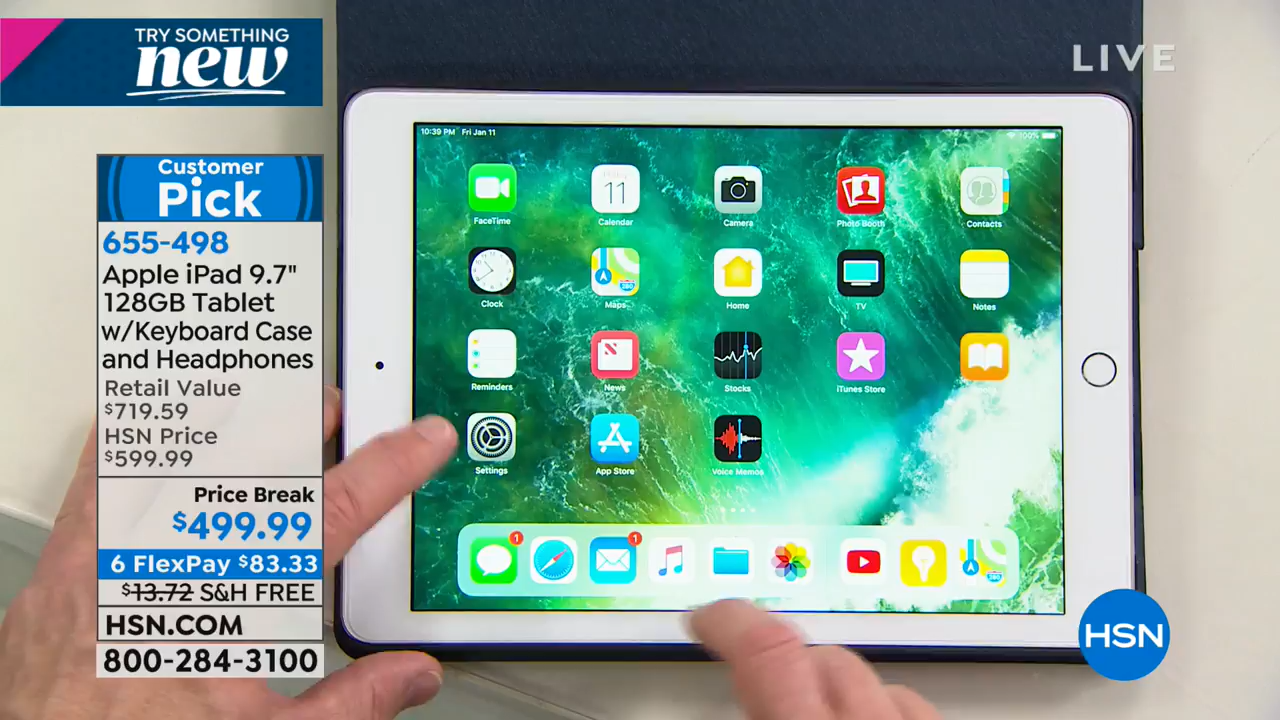 TRY SOMETHING
new
LIVE
Customer
Pick
655-498
Apple iPad 9.7"
128GB Tablet
w/Keyboard Case
and Headphones
Retail Value
$719.59
HSN Price
$599.99
Price Break
$499.99
6 FlexPay $83.33
$13.72 S&H FREE
HSN.COM
800-284-3100
10:39 PM Fri Jan 11
100%
FaceTime
11
Calendar
Camera
Photo Booth
Contacts
Clock
280
Maps
Home
TV
Notes
Reminders
News
Stocks
iTunes Store
Settings
App Store
Voice Memos
1
1
280
HSN